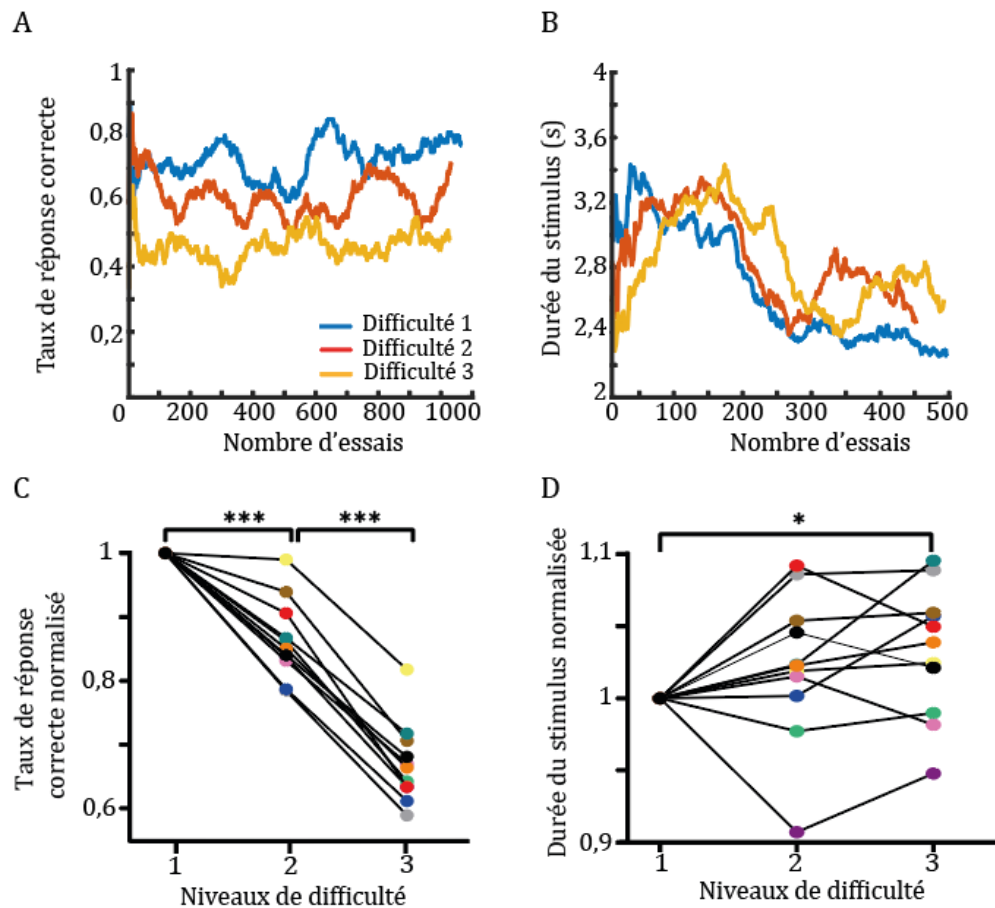 A
Taux de réponse correcte
1
0,8
0,6
0,4
0,2
0
200
400
600
800
1000
Nombre d'essais
Difficulté 1
Difficulté 2
Difficulté 3
B
Durée du stimulus (s)
4
3,6
3,2
2,8
2,4
2
0
100
200
300
400
500
Nombre d'essais
C
Taux de réponse
correcte normalisé
***
***
1
0,8
0,6
1
2
3
Niveaux de difficulté
D
Durée du stimulus normalisée
*
1,1
1
0,9
1
2
3
Niveaux de difficulté